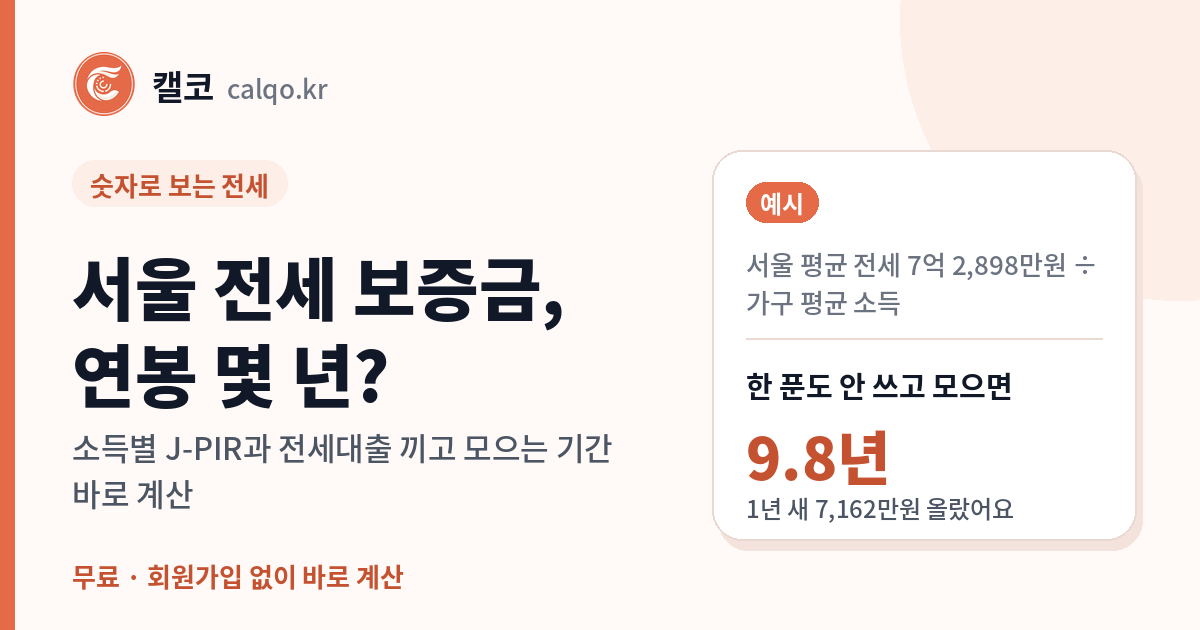 캘코 calqo.kr
숫자로 보는 전세
서울 전세 보증금,
연봉 몇 년?
소득별 J-PIR과 전세대출 끼고 모으는 기간
바로 계산
무료 · 회원가입 없이 바로 계산
예시
서울 평균 전세 7억 2,898만원 ÷
가구 평균 소득
한 푼도 안 쓰고 모으면
9.8년
1년 새 7,162만원 올랐어요